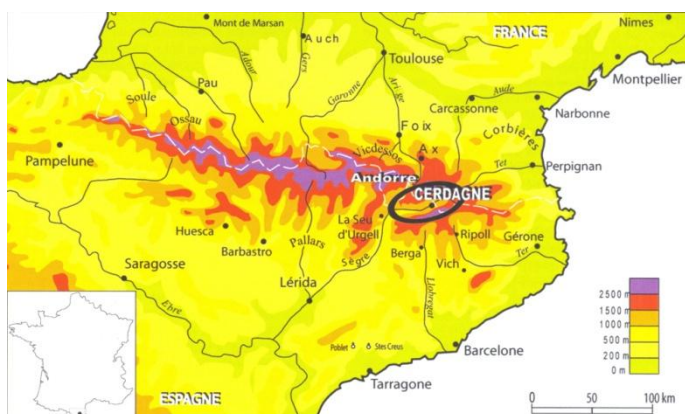 Mont de Marsan
Auch
FRANCE
Nimes
Adour
Gers
Toulouse
Montpellier
Pau
Garonne
Soule
Ossau
Carcassonne
Aude
Narbonne
Foix
Corbières
Vicdessos
Ax
Pampelune
Andorre
Tet
Perpignan
CERDAGNE
La Seu
d'Urgell
Huesca
Barbastro
Pallars
Sègre
Berga
Ripoll
Gérone
Vich
Ter
Saragosse
Lérida
Llobregat
Ebre
Poblet
Stes Creus
Barcelone
ESPAGNE
Tarragone
2500 m
1500 m
1000 m
500 m
200 m
0 m
0
50
100 km